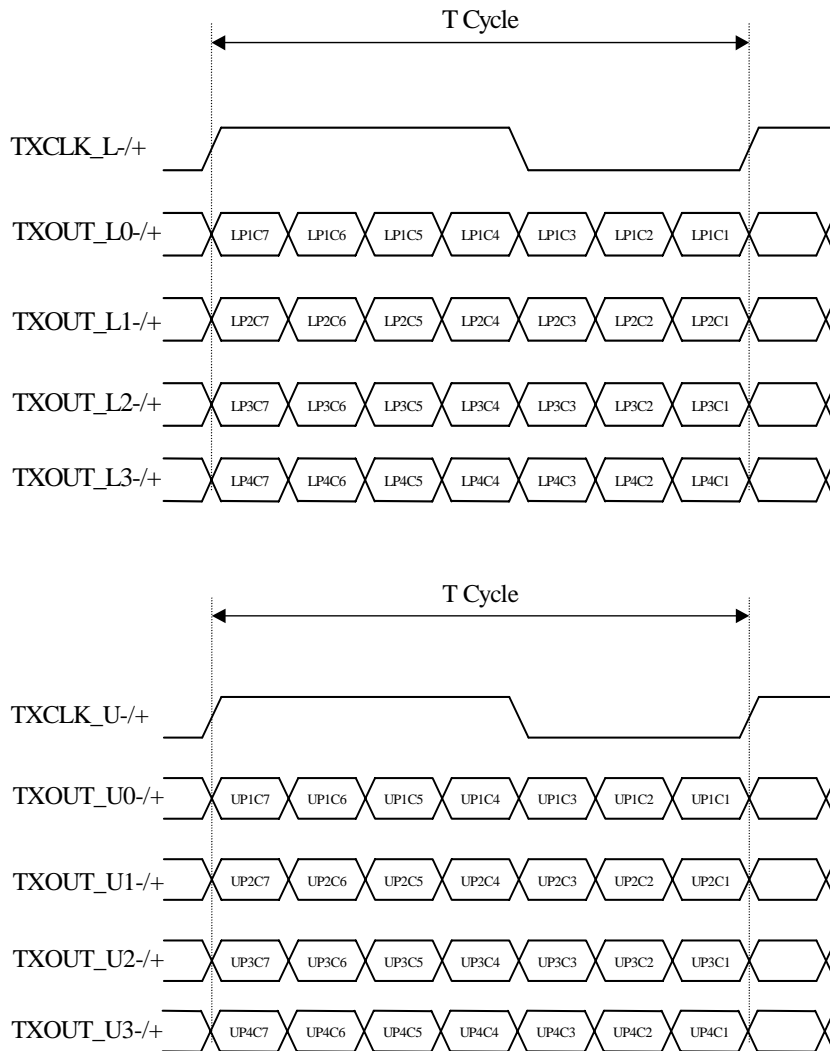 T Cycle
TXCLK_L-/+
TXOUT_L0-/+ LP1C7 LP1C6 LP1C5 LP1C4 LP1C3 LP1C2 LP1C1
TXOUT_L1-/+ LP2C7 LP2C6 LP2C5 LP2C4 LP2C3 LP2C2 LP2C1
TXOUT_L2-/+ LP3C7 LP3C6 LP3C5 LP3C4 LP3C3 LP3C2 LP3C1
TXOUT_L3-/+ LP4C7 LP4C6 LP4C5 LP4C4 LP4C3 LP4C2 LP4C1
T Cycle
TXCLK_U-/+
TXOUT_U0-/+ UP1C7 UP1C6 UP1C5 UP1C4 UP1C3 UP1C2 UP1C1
TXOUT_U1-/+ UP2C7 UP2C6 UP2C5 UP2C4 UP2C3 UP2C2 UP2C1
TXOUT_U2-/+ UP3C7 UP3C6 UP3C5 UP3C4 UP3C3 UP3C2 UP3C1
TXOUT_U3-/+ UP4C7 UP4C6 UP4C5 UP4C4 UP4C3 UP4C2 UP4C1